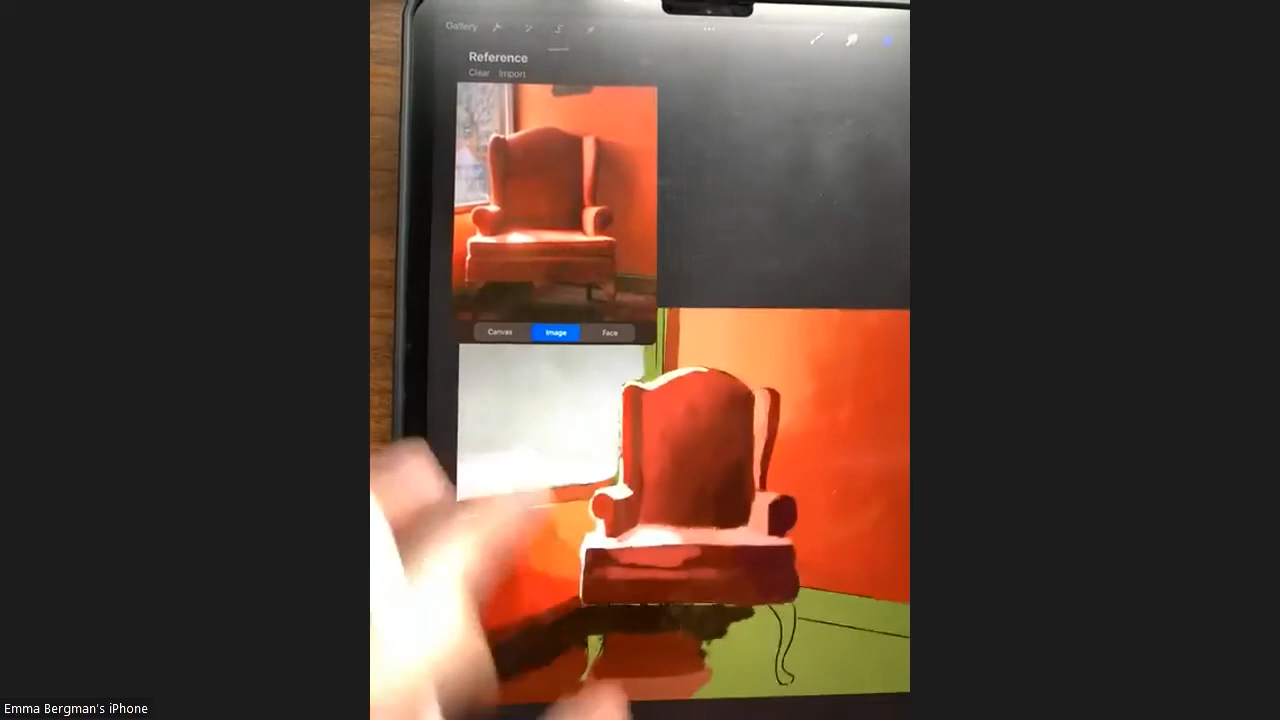 Gallery
Reference
Clear Import
Canvas Image Face
Emma Bergman's iPhone